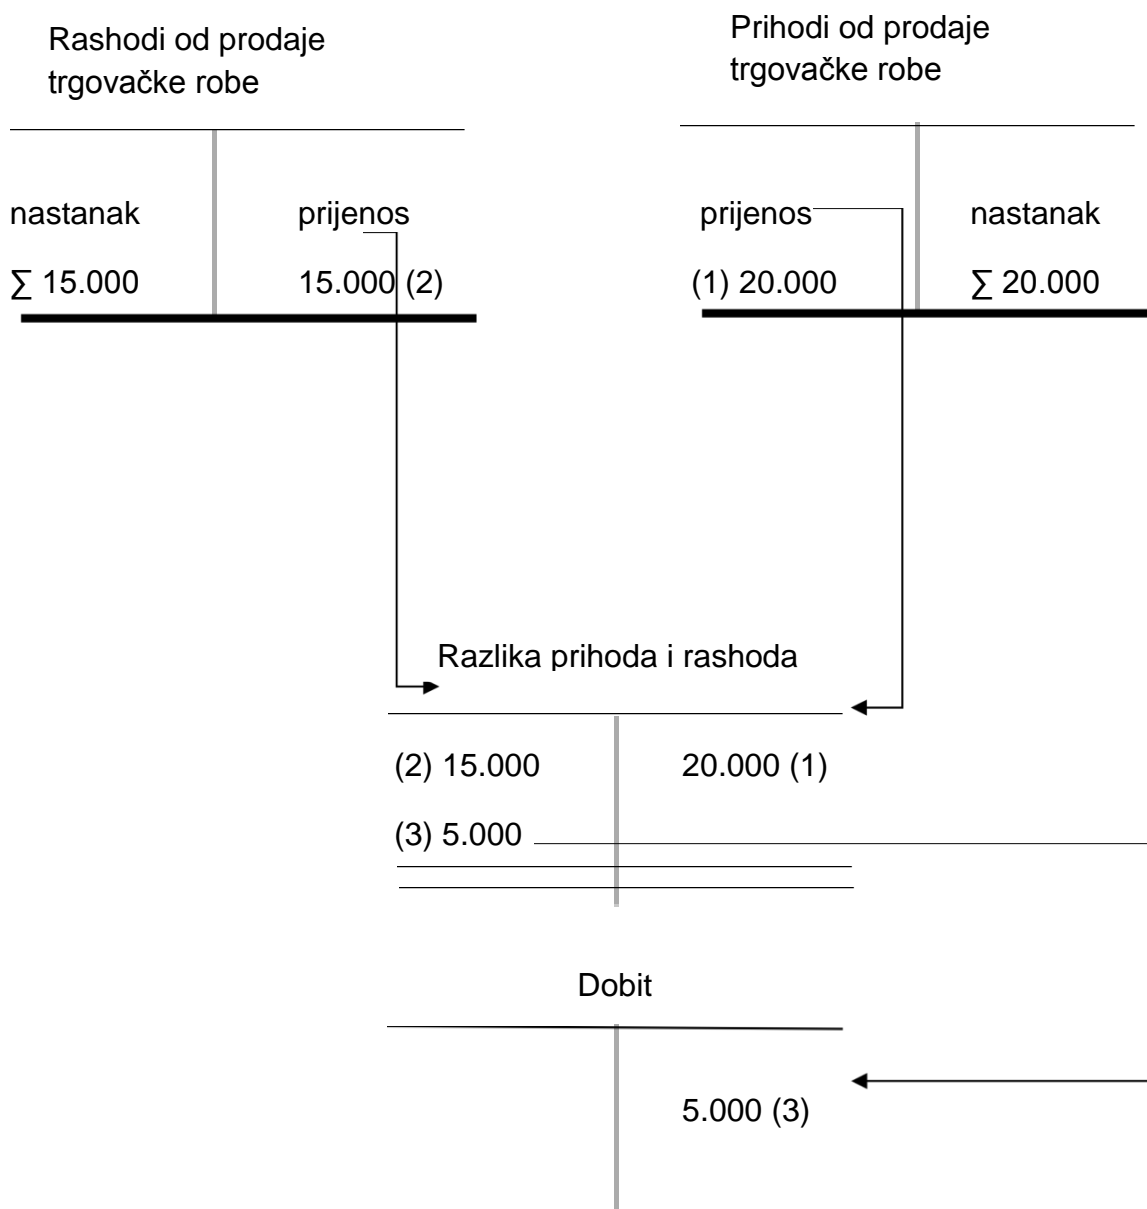 Rashodi od prodaje
trgovačke robe
Prihodi od prodaje
trgovačke robe
nastanak
prijenos
prijenos
nastanak
∑ 15.000
15.000 (2)
(1) 20.000
∑ 20.000
Razlika prihoda i rashoda
(2) 15.000
20.000 (1)
(3) 5.000
Dobit
5.000 (3)